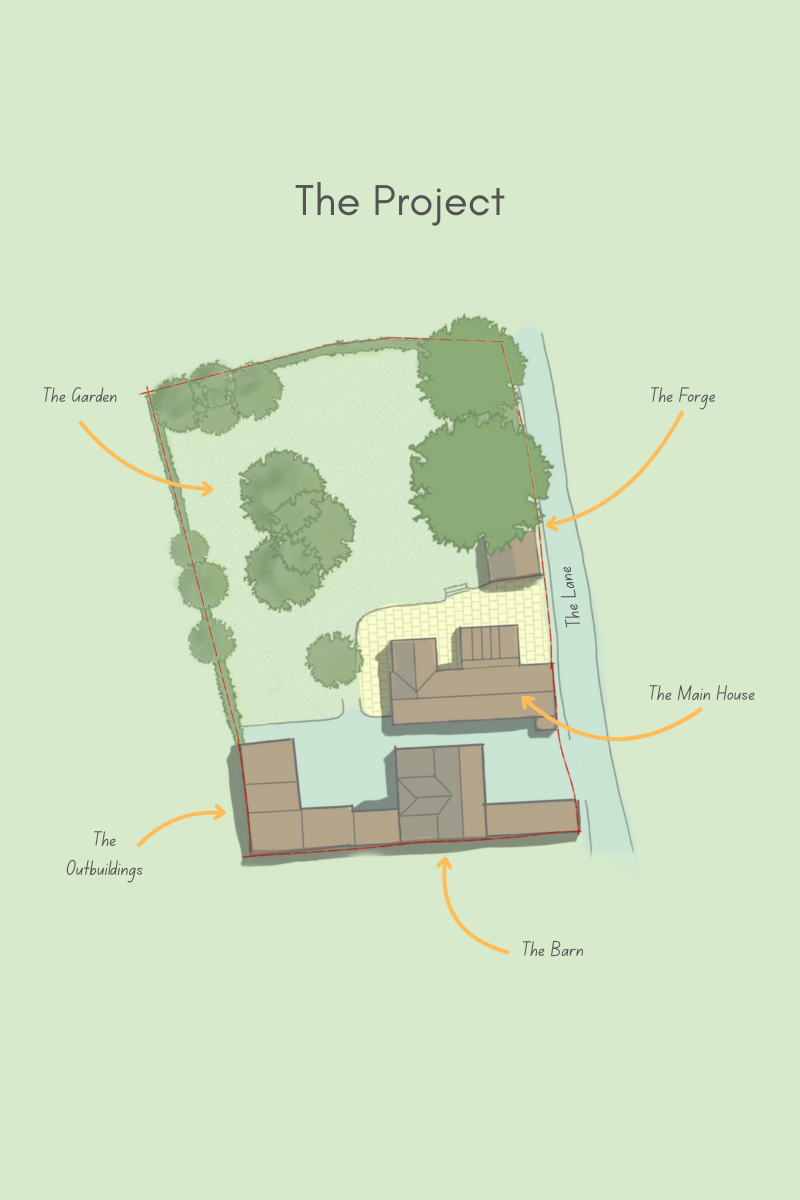 The Project
The Garden
The Forge
The Lane
The Main House
The
Outbuildings
The Barn